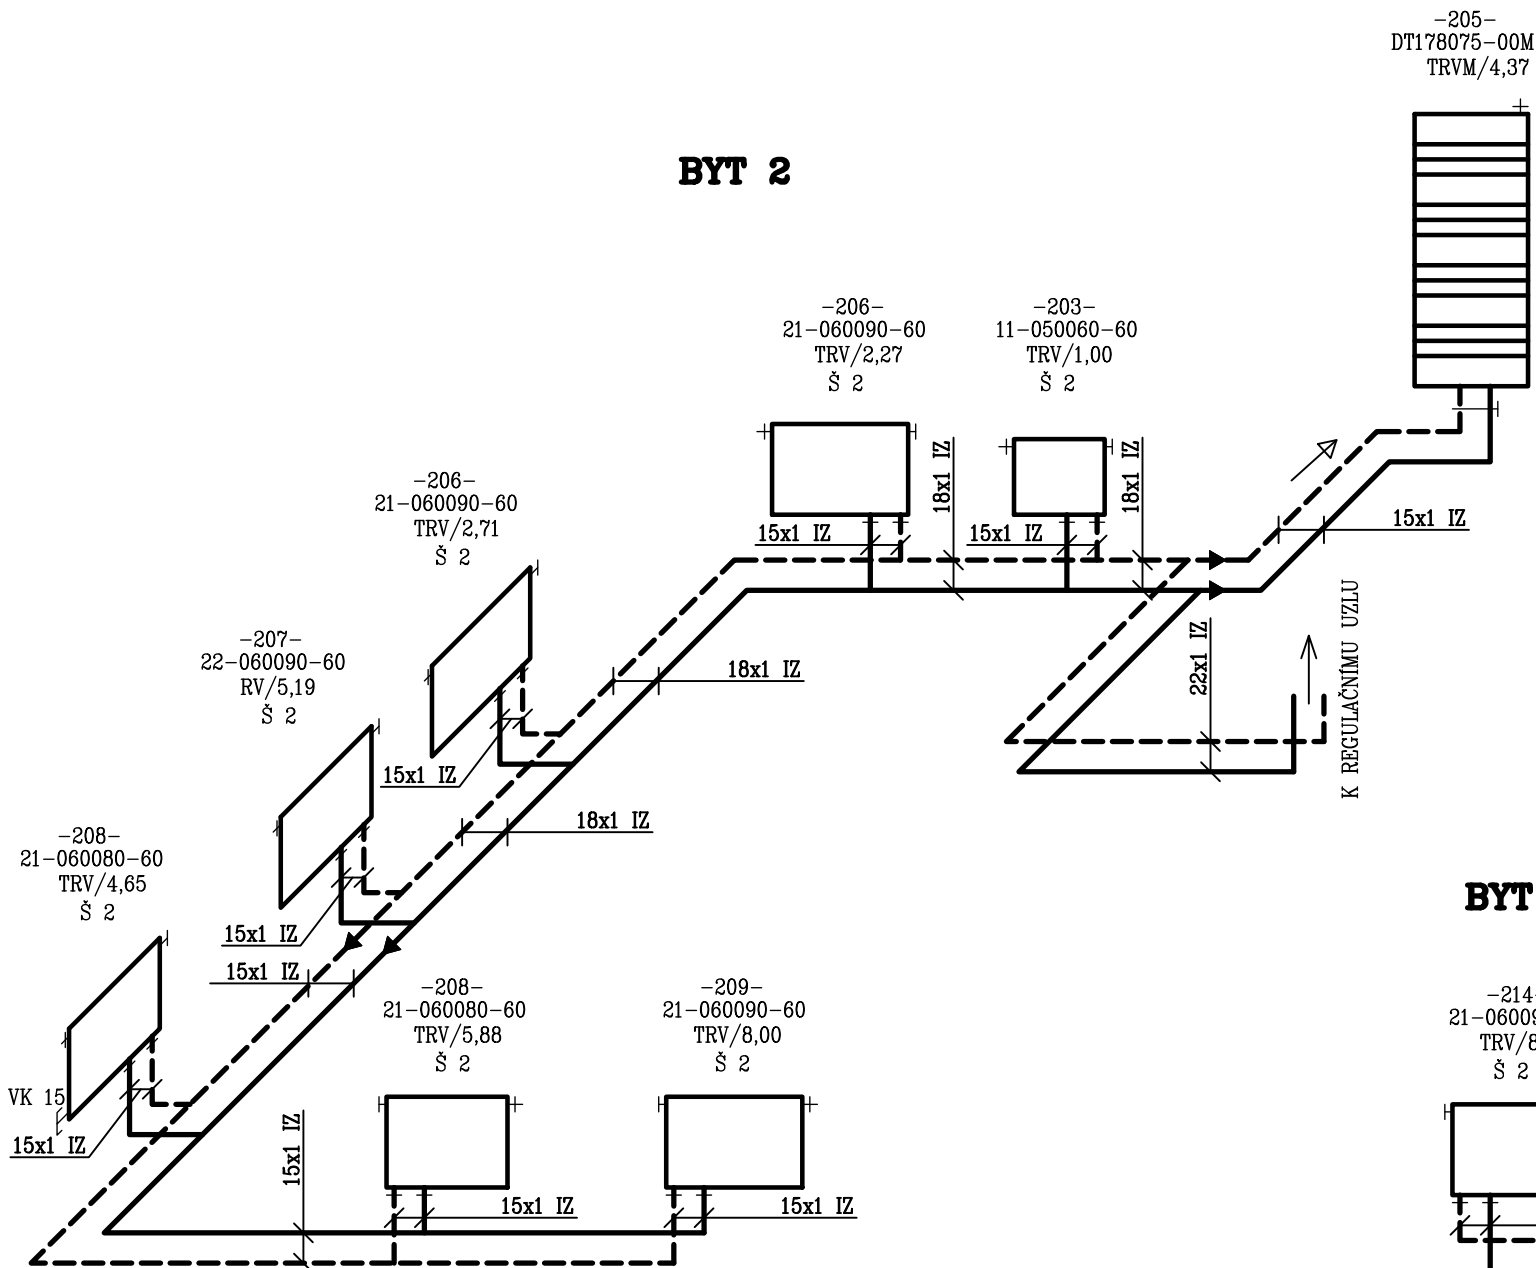 -205-
DT178075-00M
TRVM/4,37
BYT 2
-206-
21-060090-60
TRV/2,27
Š 2
-203-
11-050060-60
TRV/1,00
Š 2
18x1 IZ
18x1 IZ
15x1 IZ
15x1 IZ
15x1 IZ
-206-
21-060090-60
TRV/2,71
Š 2
-207-
22-060090-60
RV/5,19
Š 2
18x1 IZ
22x1 IZ
K REGULAČNÍMU UZLU
15x1 IZ
18x1 IZ
-208-
21-060080-60
TRV/4,65
Š 2
BYT
15x1 IZ
15x1 IZ
-208-
21-060080-60
TRV/5,88
Š 2
-209-
21-060090-60
TRV/8,00
Š 2
-214-
21-06009
TRV/8
Š 2
VK 15
15x1 IZ
15x1 IZ
15x1 IZ
15x1 IZ